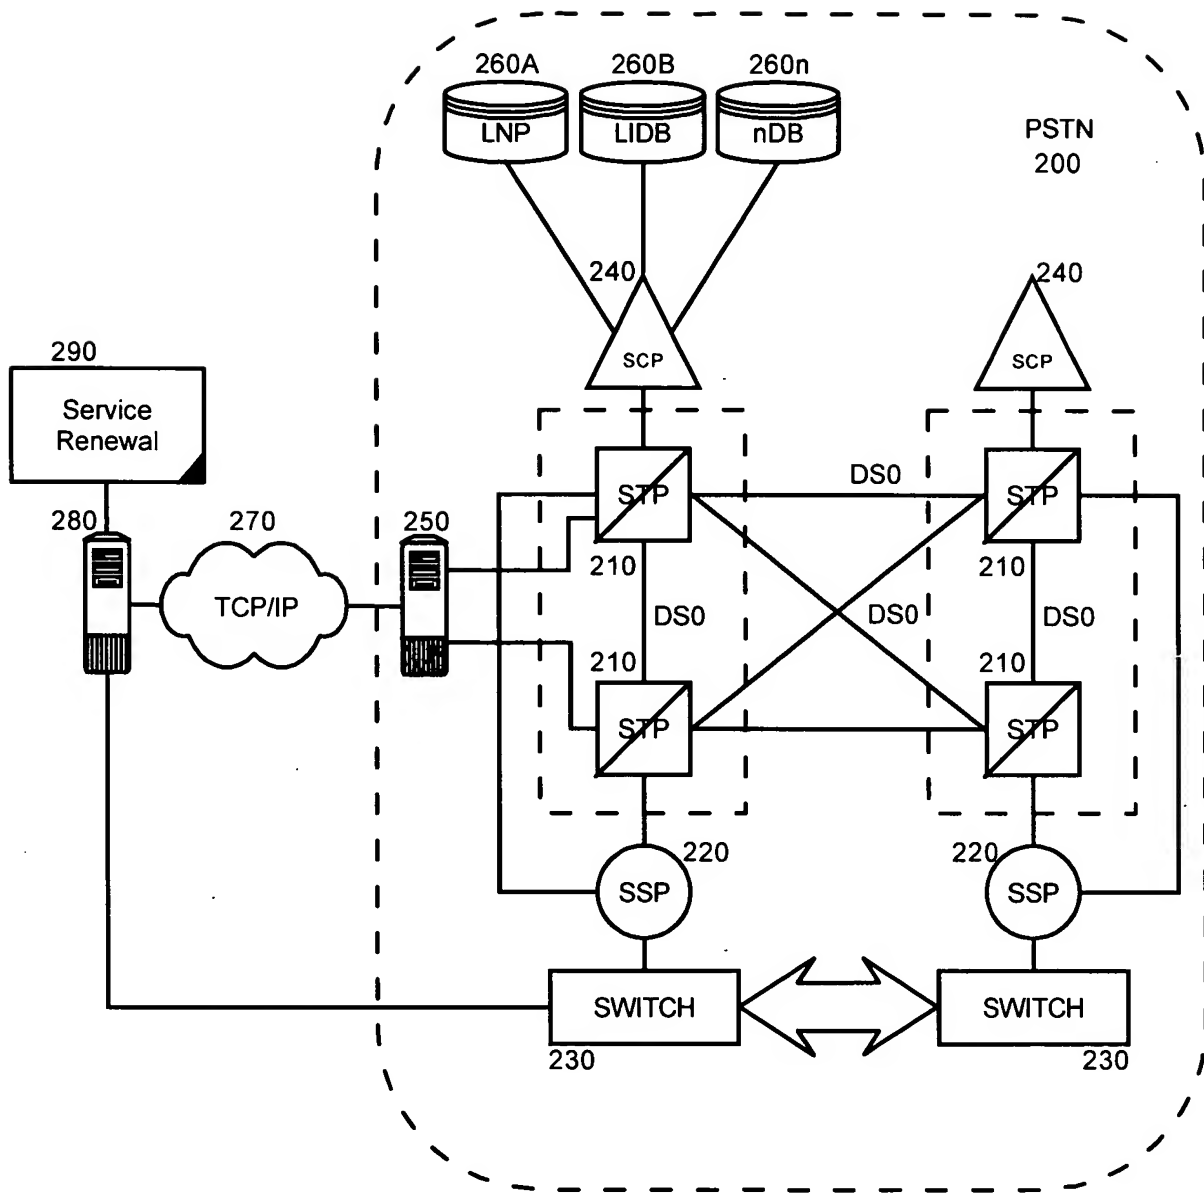 260A
260B
260n
LNP
LIDB
nDB
PSTN
200
240
240
SCP
SCP
290
Service
Renewal
STP
DS0
STP
280
270
250
210
210
TCP/IP
DS0
DS0
DS0
210
210
STP
STP
220
220
SSP
SSP
SWITCH
SWITCH
230
230